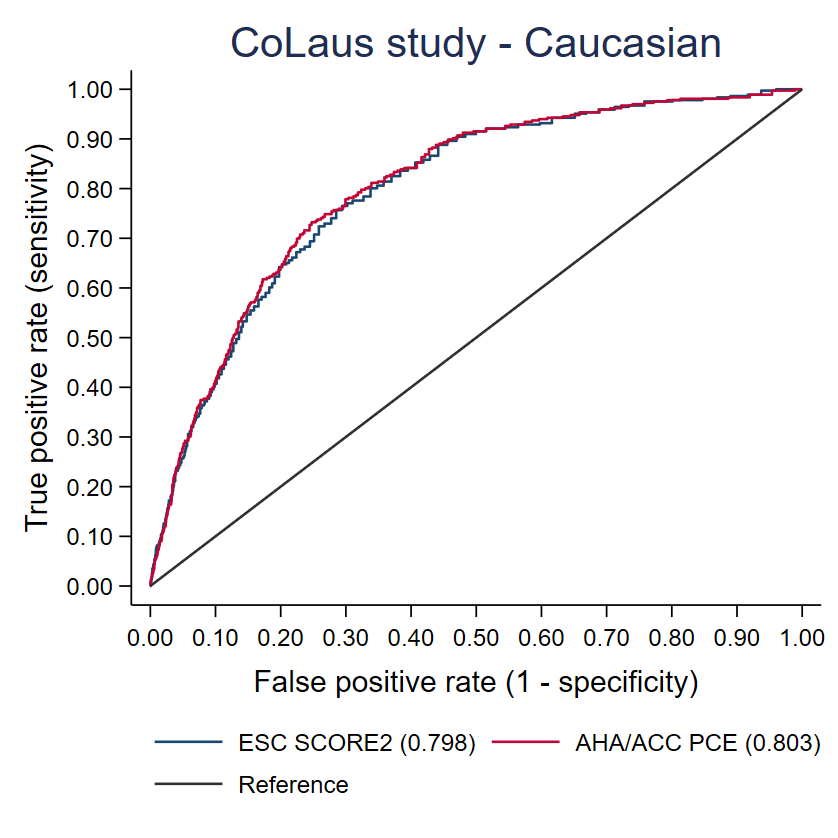 CoLaus study - Caucasian
True positive rate (sensitivity)
1.00
0.90
0.80
0.70
0.60
0.50
0.40
0.30
0.20
0.10
0.00
0.00 0.10 0.20 0.30 0.40 0.50 0.60 0.70 0.80 0.90 1.00
False positive rate (1 - specificity)
ESC SCORE2 (0.798) AHA/ACC PCE (0.803)
Reference